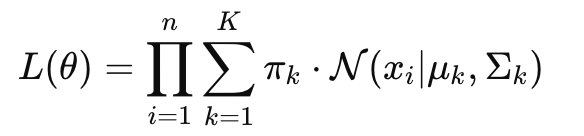 L(θ) = ∏_{i=1}^{n} ∑_{k=1}^{K} π_k · 𝒩(x_i|μ_k, Σ_k)